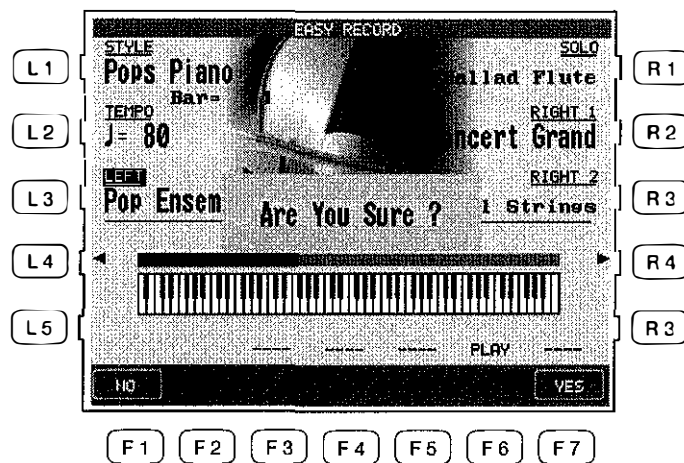 EASY RECORD
STYLE
Pops Piano
Bar=
TEMPO
♩= 80
LEFT
Pop Ensem
SOLO
allad Flute
RIGHT 1
ncert Grand
RIGHT 2
l Strings
Are You Sure ?
PLAY
NO
YES
L1
L2
L3
L4
L5
R1
R2
R3
R4
R3
F1 F2 F3 F4 F5 F6 F7